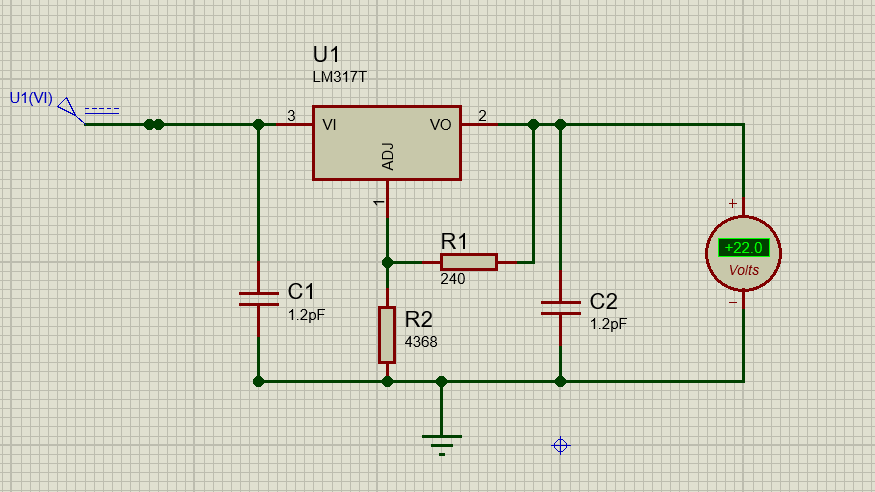 U1
LM317T
U1(VI)
3
VI
VO
2
ADJ
1
R1
240
+
+22.0
Volts
−
C1
1.2pF
R2
4368
C2
1.2pF